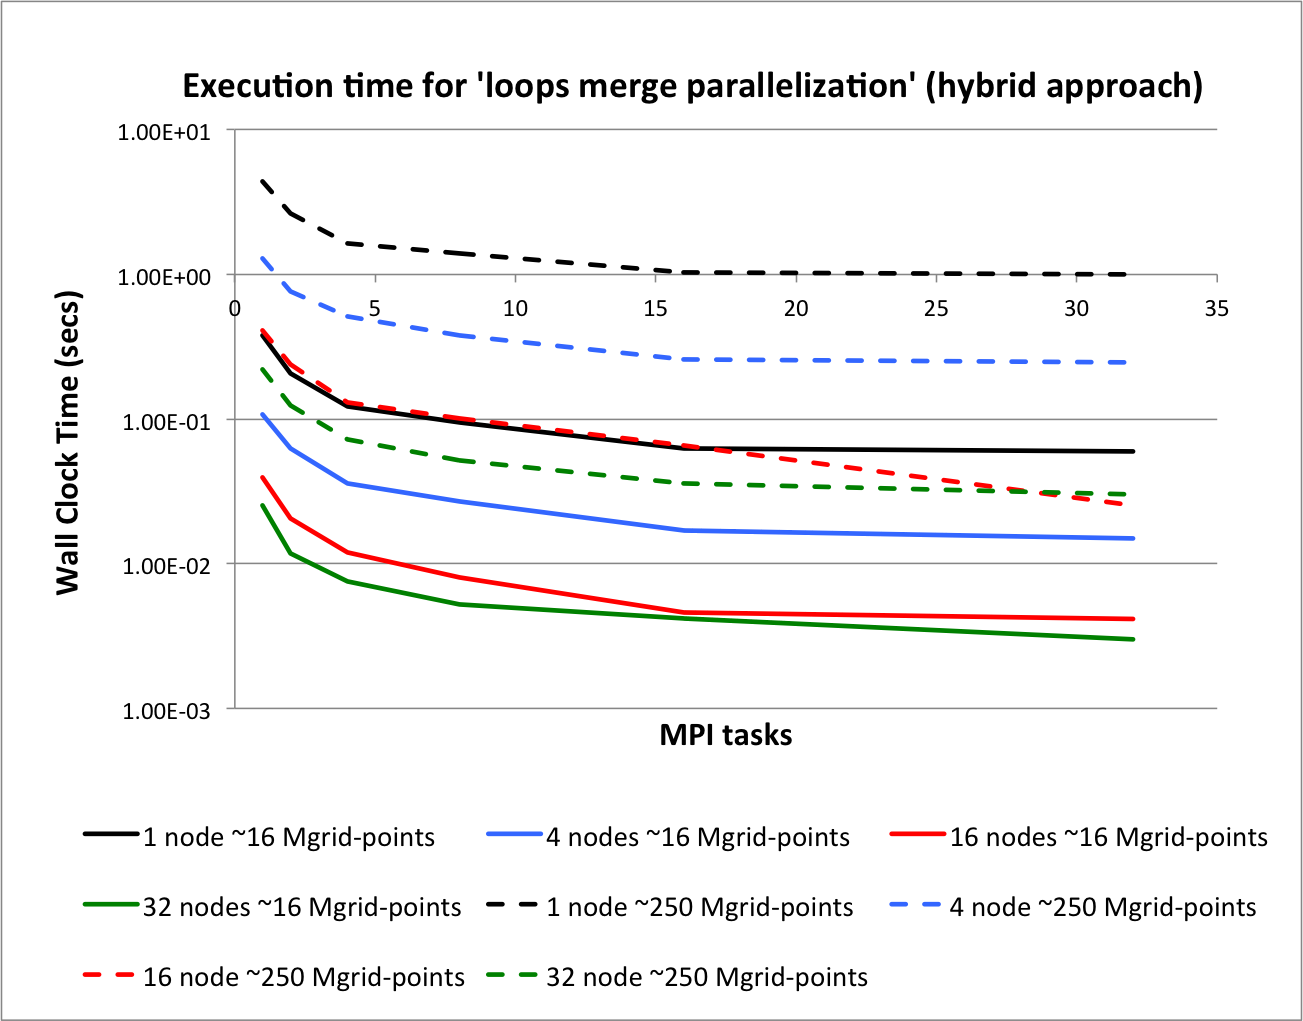 Execution time for 'loops merge parallelization' (hybrid approach)
1.00E+01
1.00E+00
0 5 10 15 20 25 30 35
1.00E-01
1.00E-02
1.00E-03
Wall Clock Time (secs)
MPI tasks
1 node ~16 Mgrid-points 4 nodes ~16 Mgrid-points 16 nodes ~16 Mgrid-points
32 nodes ~16 Mgrid-points 1 node ~250 Mgrid-points 4 node ~250 Mgrid-points
16 node ~250 Mgrid-points 32 node ~250 Mgrid-points